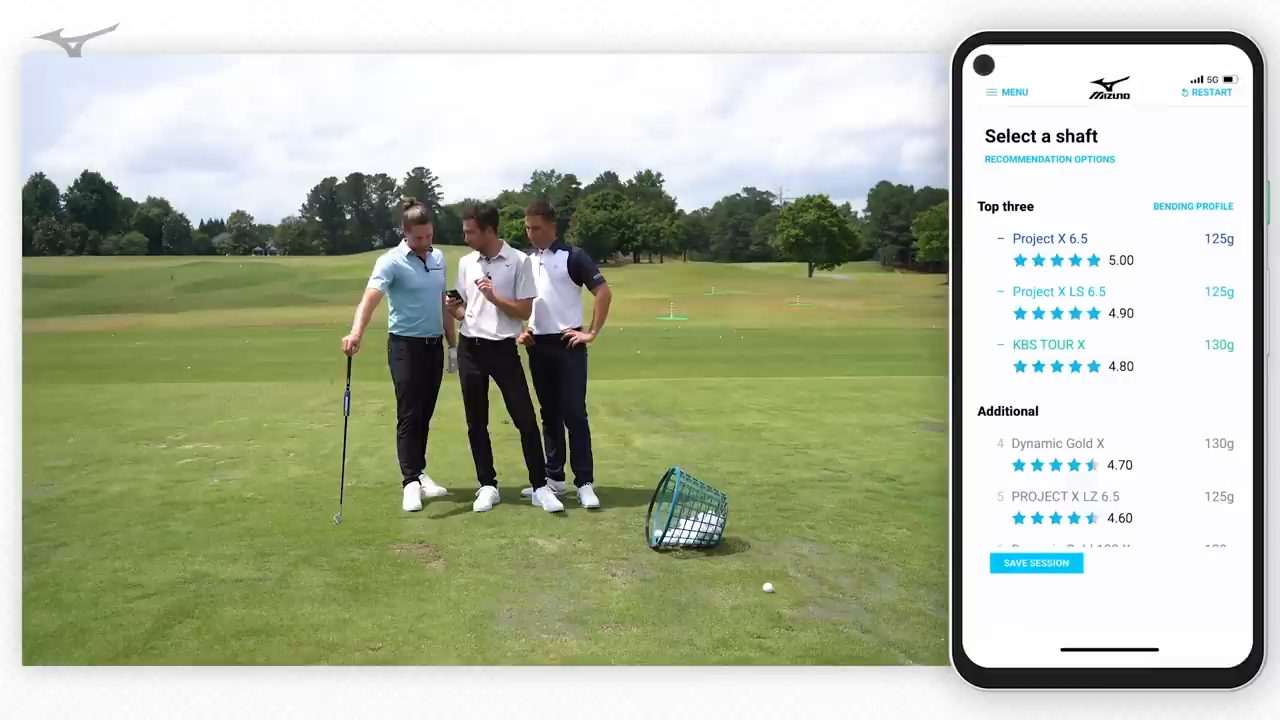 5G
MENU
MIZUNO
RESTART
Select a shaft
RECOMMENDATION OPTIONS
Top three
BENDING PROFILE
– Project X 6.5 125g
5.00
– Project X LS 6.5 125g
4.90
– KBS TOUR X 130g
4.80
Additional
4 Dynamic Gold X 130g
4.70
5 PROJECT X LZ 6.5 125g
4.60
SAVE SESSION